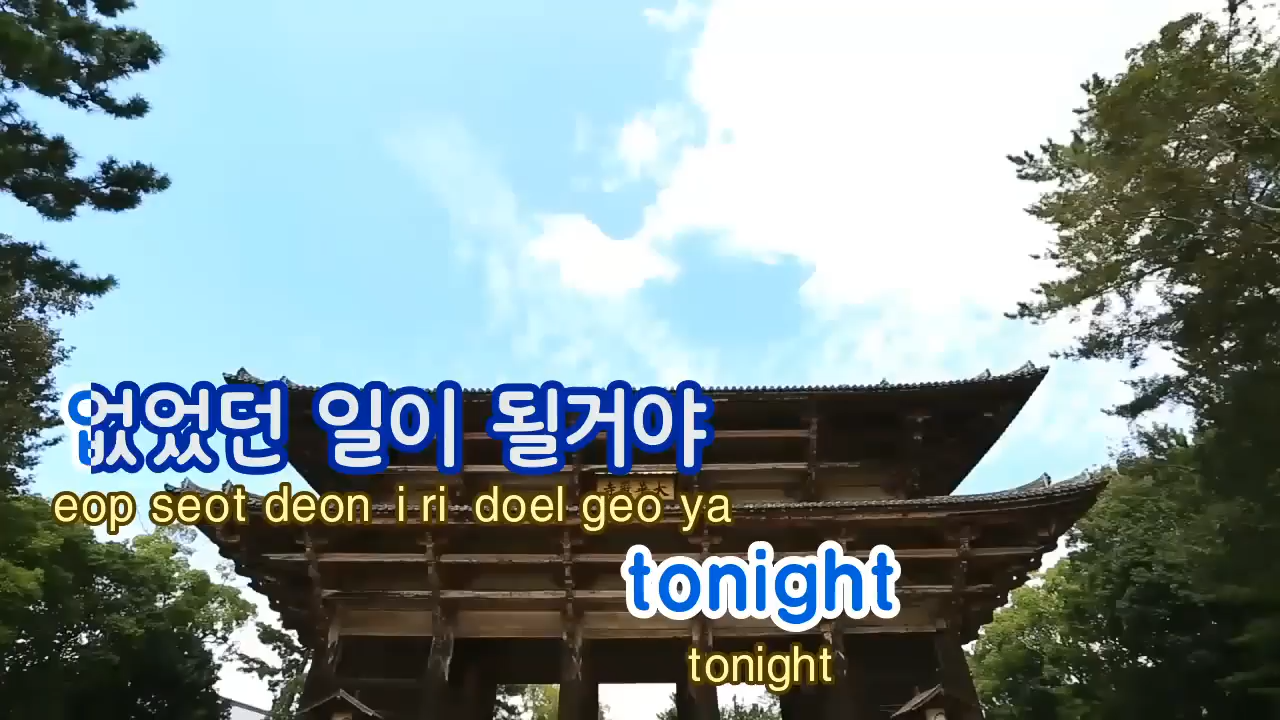 없었던 일이 될거야
eop seot deon i ri doel geo ya
tonight
tonight